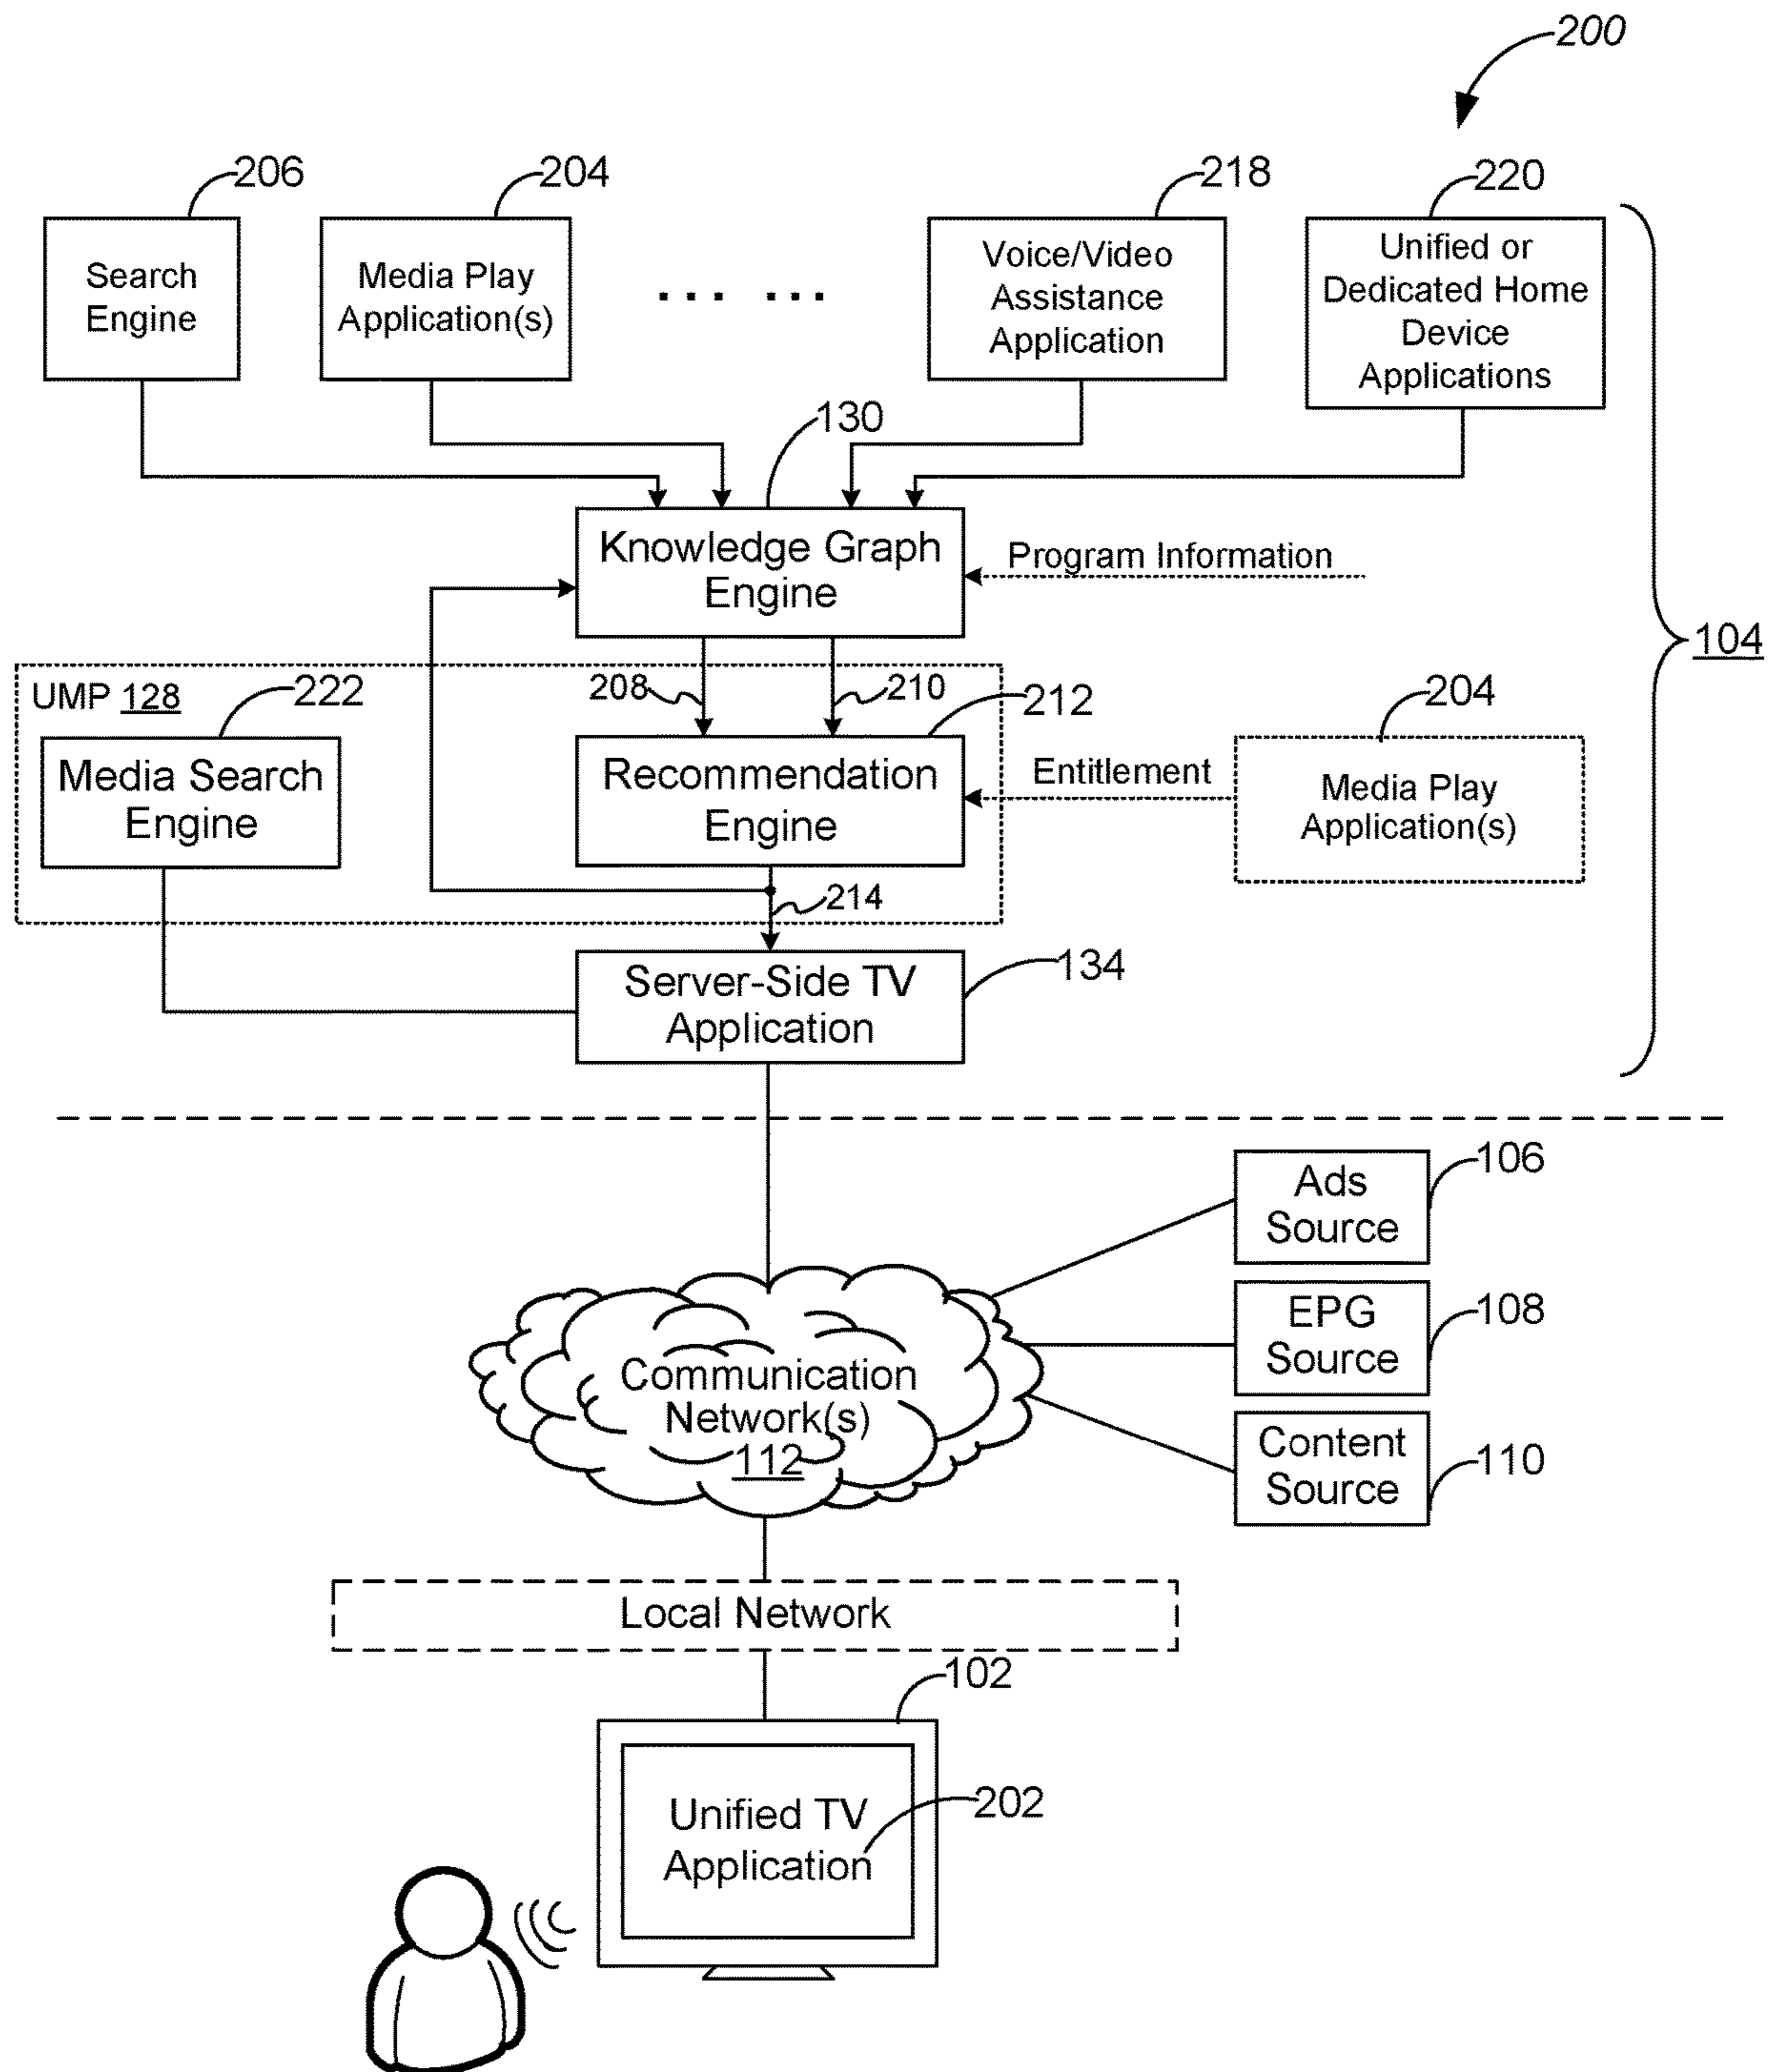 200
206
204
218
220
Search
Engine
Media Play
Application(s)
... ...
Voice/Video
Assistance
Application
Unified or
Dedicated Home
Device
Applications
130
Knowledge Graph
Engine
Program Information
104
UMP 128
222
208
210
212
204
Media Search
Engine
Recommendation
Engine
Entitlement
Media Play
Application(s)
214
Server-Side TV
Application
134
Ads
Source
106
EPG
Source
108
Communication
Network(s)
112
Content
Source
110
Local Network
102
Unified TV
Application
202